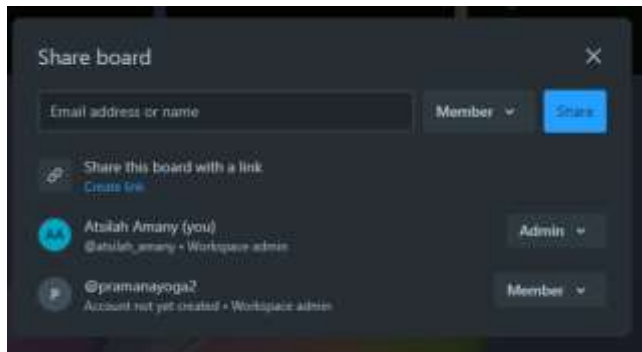 Share board
Email address or name
Member
Share
Share this board with a link
Create link
AA
Atsilah Amany (you)
Admin
@atsilah_amany • Workspace admin
P
@pramanayoga2
Member
Account not yet created • Workspace admin